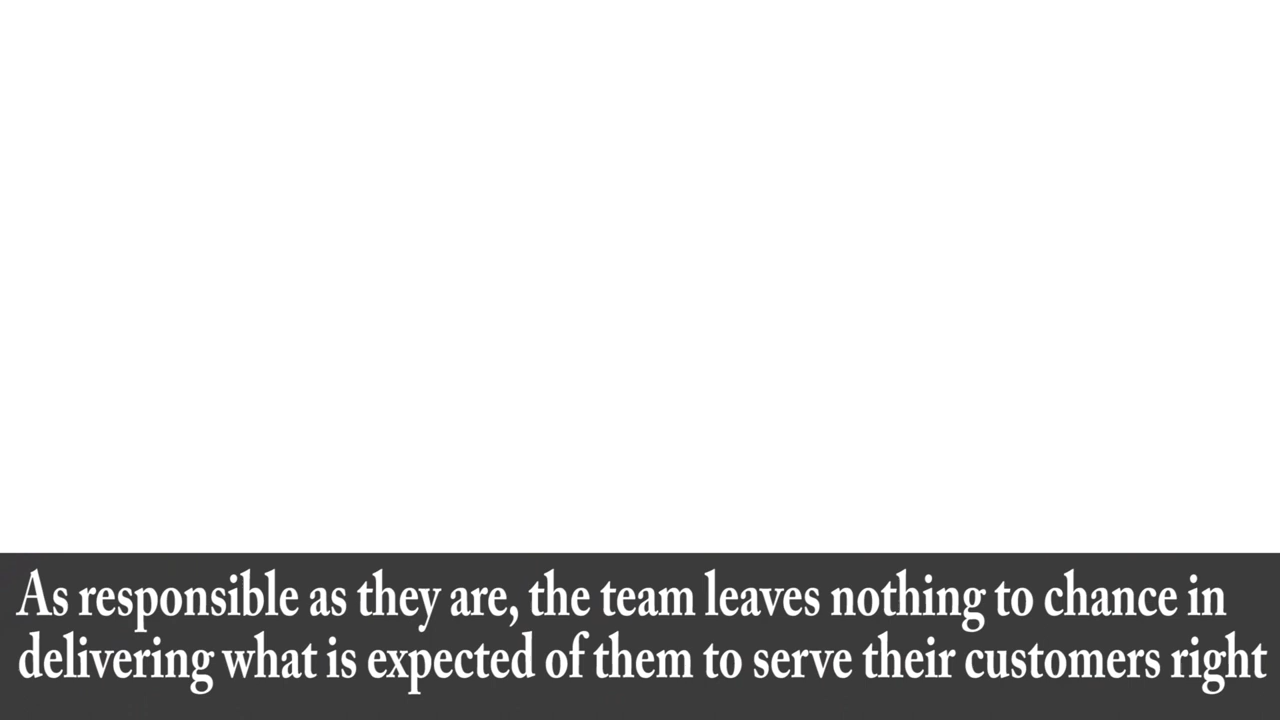 As responsible as they are, the team leaves nothing to chance in
delivering what is expected of them to serve their customers right